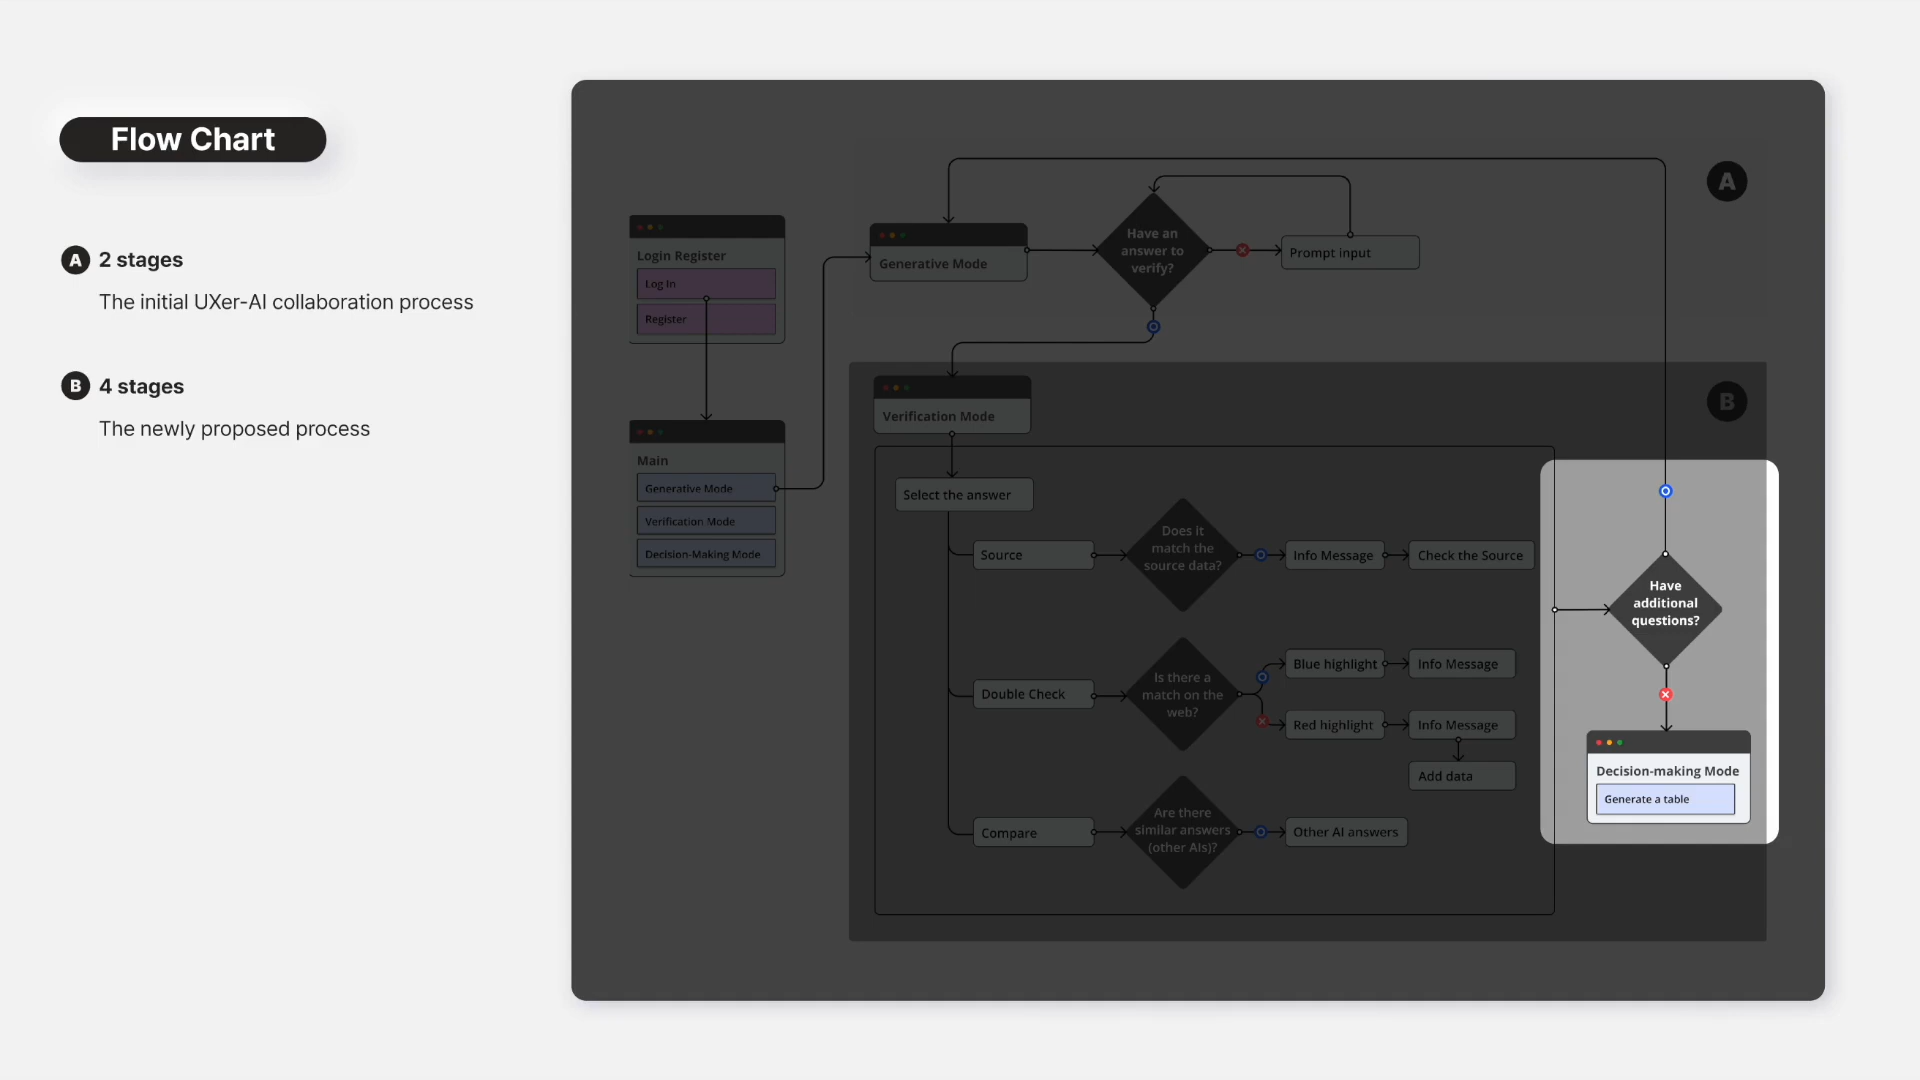 Flow Chart
A 2 stages
The initial UXer-AI collaboration process
B 4 stages
The newly proposed process
A
Login Register
Log In
Register
Generative Mode
Have an
answer to
verify?
Prompt input
Main
Generative Mode
Verification Mode
Decision-Making Mode
B
Verification Mode
Select the answer
Source
Does it
match the
source data?
Info Message
Check the Source
Double Check
Is there a
match on the
web?
Blue highlight
Info Message
Red highlight
Info Message
Add data
Compare
Are there
similar answers
(other AIs)?
Other AI answers
Have
additional
questions?
Decision-making Mode
Generate a table